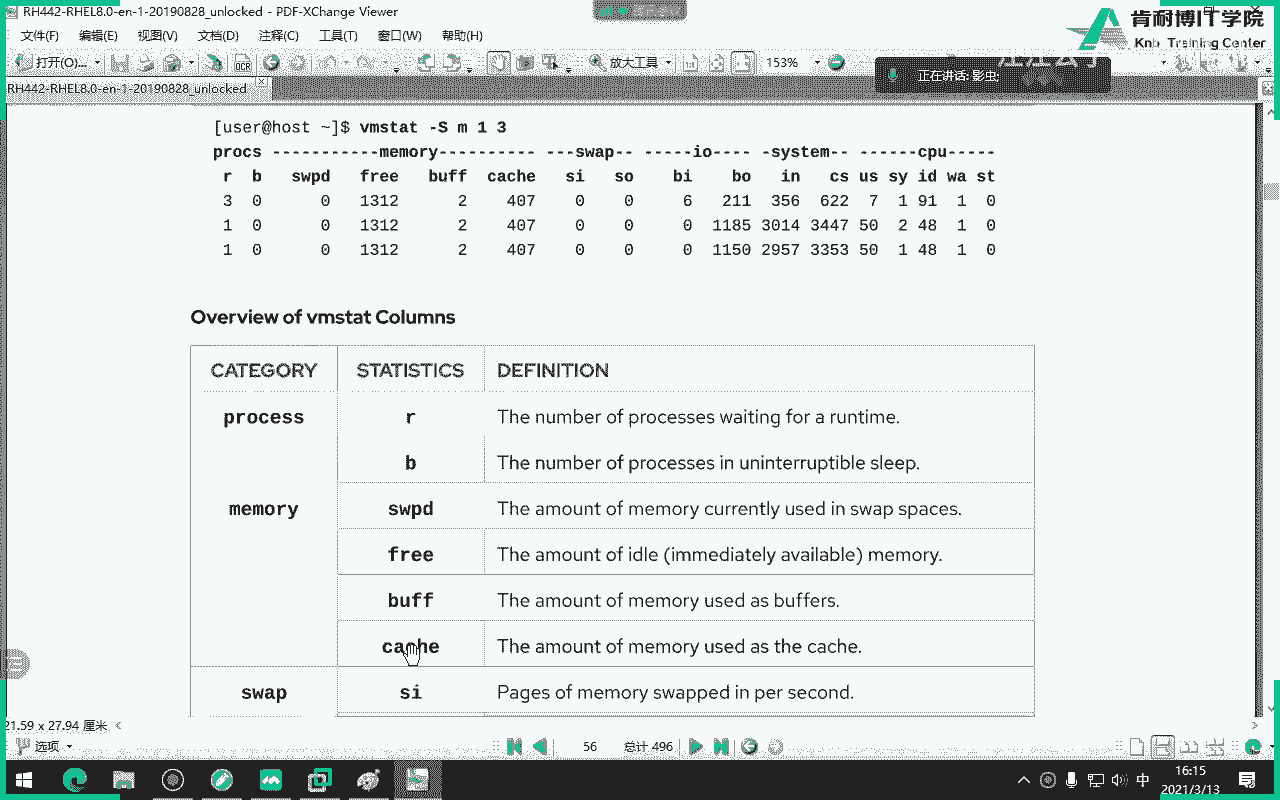 RH442-RHEL8.0-en-1-20190828_unlocked - PDF-XChange Viewer
肯耐博IT学院
Knb Training Center
文件(F) 编辑(E) 视图(V) 文档(D) 注释(C) 工具(T) 窗口(W) 帮助(H)
打开(O)... OCR 放大工具 153%
正在讲话: 影虫;
RH442-RHEL8.0-en-1-20190828_unlocked
[user@host ~]$ vmstat -S m 1 3
procs -----------memory---------- ---swap-- -----io---- -system-- ------cpu-----
r b swpd free buff cache si so bi bo in cs us sy id wa st
3 0 0 1312 2 407 0 0 6 211 356 622 7 1 91 1 0
1 0 0 1312 2 407 0 0 0 1185 3014 3447 50 2 48 1 0
1 0 0 1312 2 407 0 0 0 1150 2957 3353 50 1 48 1 0
Overview of vmstat Columns
CATEGORY STATISTICS DEFINITION
process r The number of processes waiting for a runtime.
b The number of processes in uninterruptible sleep.
memory swpd The amount of memory currently used in swap spaces.
free The amount of idle (immediately available) memory.
buff The amount of memory used as buffers.
cache The amount of memory used as the cache.
swap si Pages of memory swapped in per second.
21.59 x 27.94 厘米
选项 56 总计 496
中 16:15
2021/3/13